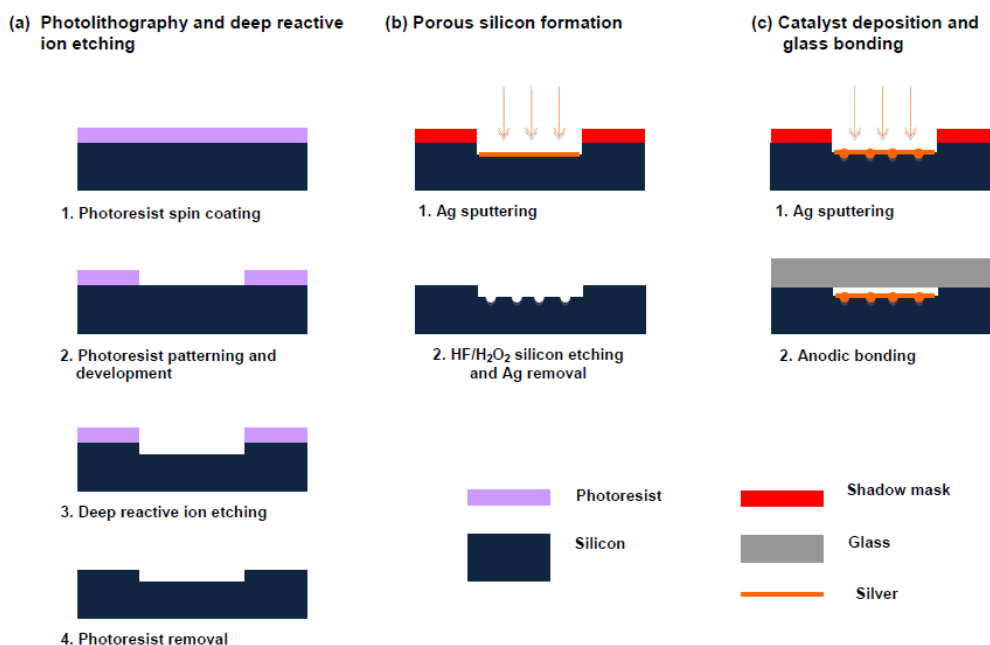 (a) Photolithography and deep reactive
ion etching
1. Photoresist spin coating
2. Photoresist patterning and
development
3. Deep reactive ion etching
4. Photoresist removal
(b) Porous silicon formation
1. Ag sputtering
2. HF/H₂O₂ silicon etching
and Ag removal
(c) Catalyst deposition and
glass bonding
1. Ag sputtering
2. Anodic bonding
Photoresist
Silicon
Shadow mask
Glass
Silver